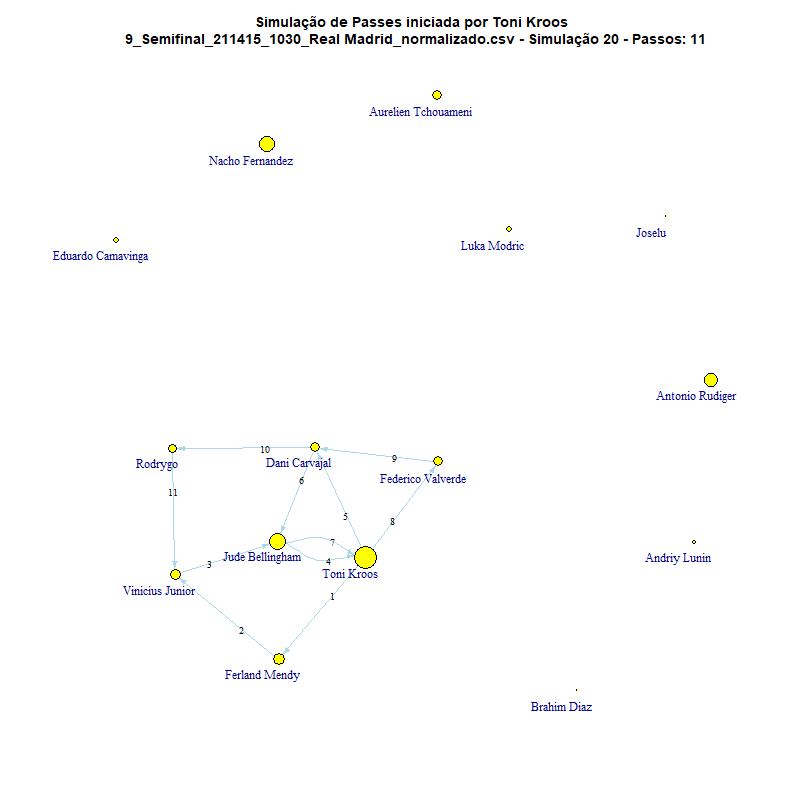 Simulação de Passes iniciada por Toni Kroos
9_Semifinal_211415_1030_Real Madrid_normalizado.csv - Simulação 20 - Passos: 11
Aurelien Tchouameni
Nacho Fernandez
Joselu
Luka Modric
Eduardo Camavinga
Antonio Rudiger
10
9
Rodrygo
Dani Carvajal
Federico Valverde
6
11
5
8
7
Jude Bellingham
Andriy Lunin
4
3
Toni Kroos
Vinicius Junior
1
2
Ferland Mendy
Brahim Diaz